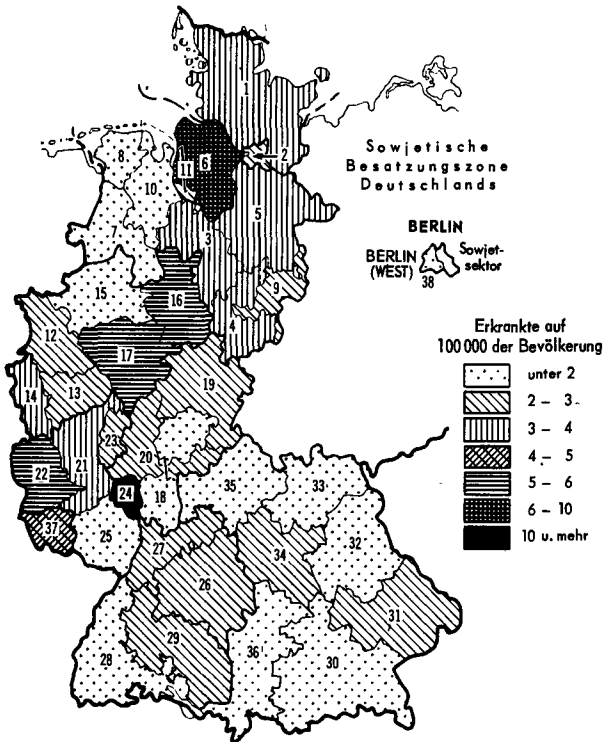 1
8
6
2
11
10
Sowjetische
Besatzungszone
Deutschlands
5
7
3
BERLIN
BERLIN
(WEST)
Sowjet-
sektor
38
9
15
16
4
12
17
Erkrankte auf
100 000 der Bevölkerung
unter 2
2 – 3
3 – 4
4 – 5
5 – 6
6 – 10
10 u. mehr
19
14
13
23
20
22
21
24
18
35
33
37
25
27
34
32
26
31
29
28
36
30